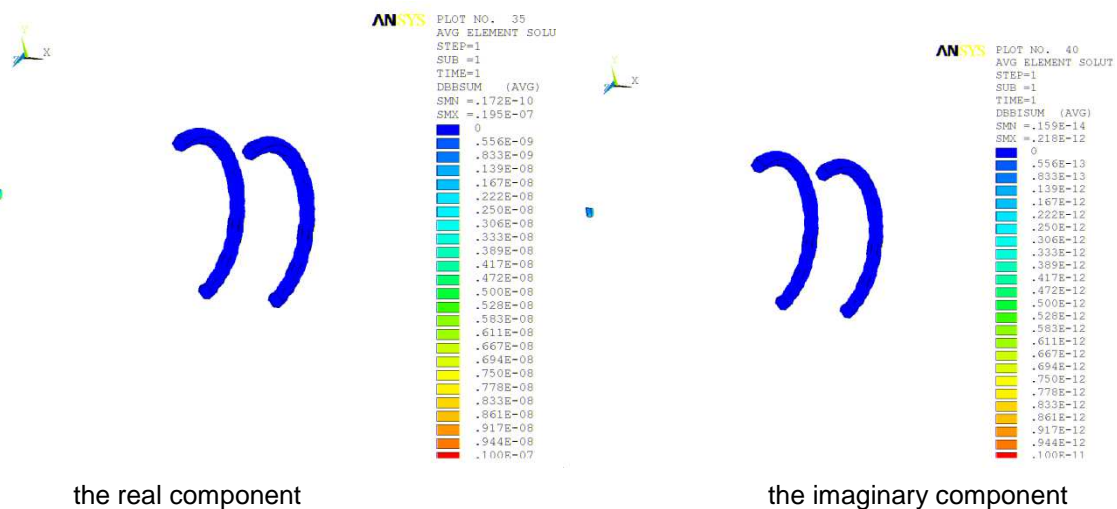 ANSYS
PLOT NO. 35
AVG ELEMENT SOLU
STEP=1
SUB =1
TIME=1
DBBSUM (AVG)
SMN =.172E-10
SMX =.195E-07
0
.556E-09
.833E-09
.139E-08
.167E-08
.222E-08
.250E-08
.306E-08
.333E-08
.389E-08
.417E-08
.472E-08
.500E-08
.528E-08
.583E-08
.611E-08
.667E-08
.694E-08
.750E-08
.778E-08
.833E-08
.861E-08
.917E-08
.944E-08
.100E-07
Y
X
the real component
ANSYS
PLOT NO. 40
AVG ELEMENT SOLUT
STEP=1
SUB =1
TIME=1
DBBISUM (AVG)
SMN =.159E-14
SMX =.218E-12
0
.556E-13
.833E-13
.139E-12
.167E-12
.222E-12
.250E-12
.306E-12
.333E-12
.389E-12
.417E-12
.472E-12
.500E-12
.528E-12
.583E-12
.611E-12
.667E-12
.694E-12
.750E-12
.778E-12
.833E-12
.861E-12
.917E-12
.944E-12
.100E-11
Y
X
the imaginary component